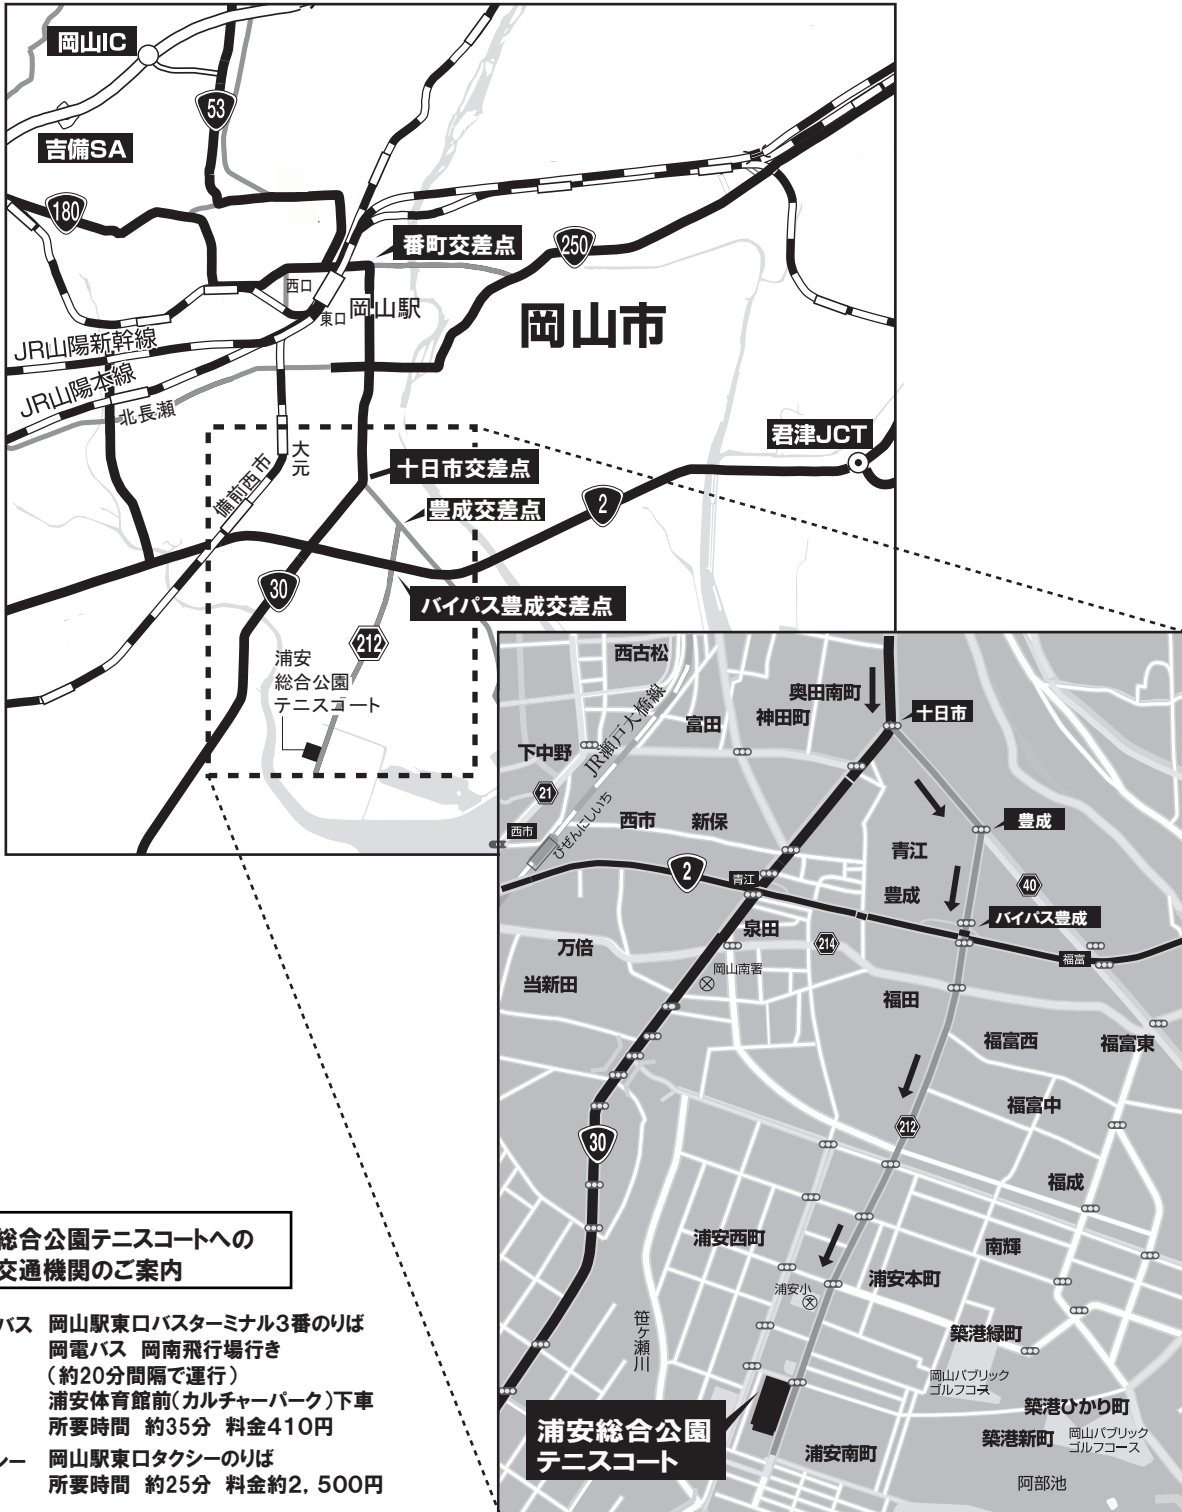 岡山IC
53
吉備SA
180
番町交差点
250
西口
東口
岡山駅
岡山市
JR山陽新幹線
JR山陽本線
北長瀬
君津JCT
大元
備前西市
十日市交差点
豊成交差点
2
30
バイパス豊成交差点
212
浦安
総合公園
テニスコート
西古松
奥田南町
神田町
十日市
富田
下中野
JR瀬戸大橋線
21
西市
びぜんにしいち
西市
新保
豊成
青江
2
青江
豊成
40
バイパス豊成
泉田
214
福富
万倍
岡山南署
当新田
福田
福富西
福富東
福富中
30
212
福成
浦安西町
南輝
浦安小
浦安本町
笹ヶ瀬川
築港緑町
岡山パブリック
ゴルフコース
築港ひかり町
築港新町
岡山パブリック
ゴルフコース
浦安総合公園
テニスコート
浦安南町
阿部池
総合公園テニスコートへの
交通機関のご案内
バス 岡山駅東口バスターミナル3番のりば
岡電バス 岡南飛行場行き
(約20分間隔で運行)
浦安体育館前(カルチャーパーク)下車
所要時間 約35分 料金410円
シー 岡山駅東口タクシーのりば
所要時間 約25分 料金約2,500円